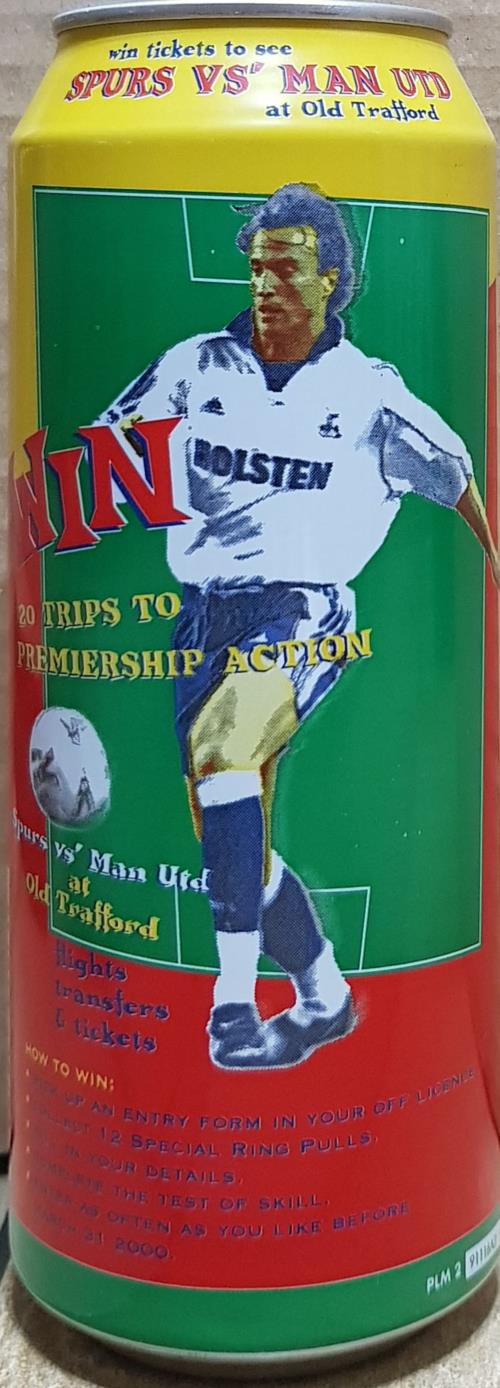 win tickets to see
SPURS VS' MAN UTD
at Old Trafford
HOLSTEN
WIN
20 TRIPS TO
PREMIERSHIP ACTION
Spurs vs' Man Utd
at
Old Trafford
flights
transfers
& tickets
HOW TO WIN:
UP AN ENTRY FORM IN YOUR OFF LICENCE
COLLECT 12 SPECIAL RING PULLS.
IN YOUR DETAILS.
COMPLETE THE TEST OF SKILL.
ENTER AS OFTEN AS YOU LIKE BEFORE
MARCH 31 2000.
PLM 2